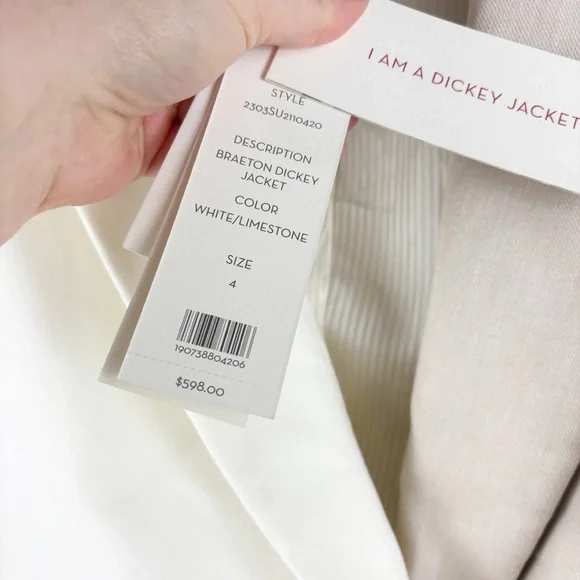 I AM A DICKEY JACKET
STYLE
2303SU2110420
DESCRIPTION
BRAETON DICKEY
JACKET
COLOR
WHITE/LIMESTONE
SIZE
4
190738804206
$598.00